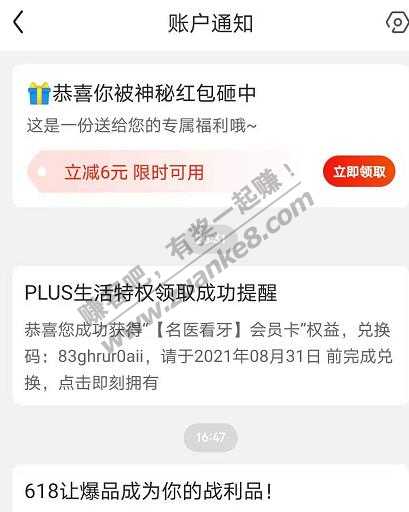 账户通知
恭喜你被神秘红包砸中
这是一份送给您的专属福利哦~
立减6元 限时可用
立即领取
赚客吧，有奖一起赚！
www.zuanke8.com
PLUS生活特权领取成功提醒
恭喜您成功获得“【名医看牙】会员卡”权益，兑换
码：83ghrur0aii，请于2021年08月31日 前完成兑
换，点击即刻拥有
16:47
618让爆品成为你的战利品！